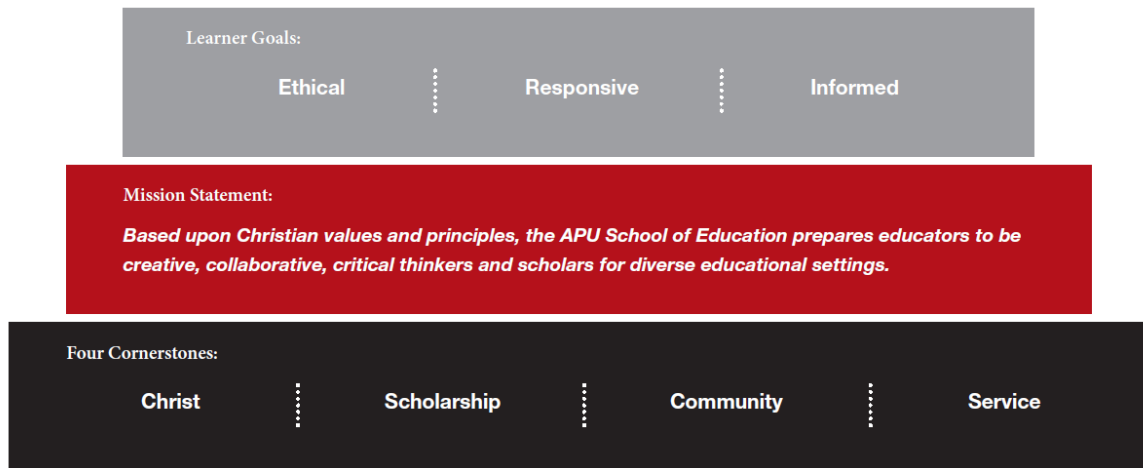 Learner Goals:
Ethical Responsive Informed
Mission Statement:
Based upon Christian values and principles, the APU School of Education prepares educators to be
creative, collaborative, critical thinkers and scholars for diverse educational settings.
Four Cornerstones:
Christ Scholarship Community Service